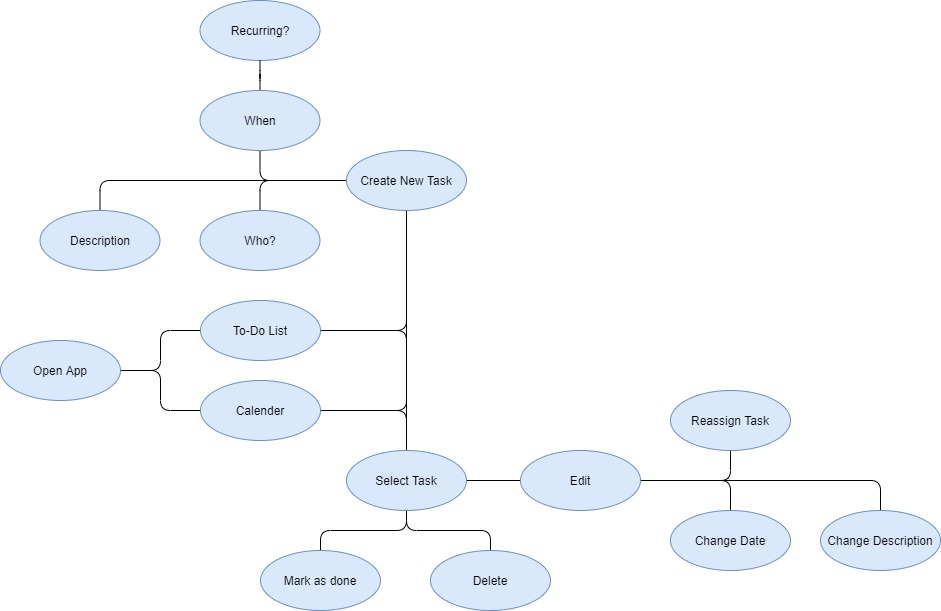 Recurring?
When
Create New Task
Description
Who?
To-Do List
Open App
Calender
Reassign Task
Select Task
Edit
Change Date
Change Description
Mark as done
Delete